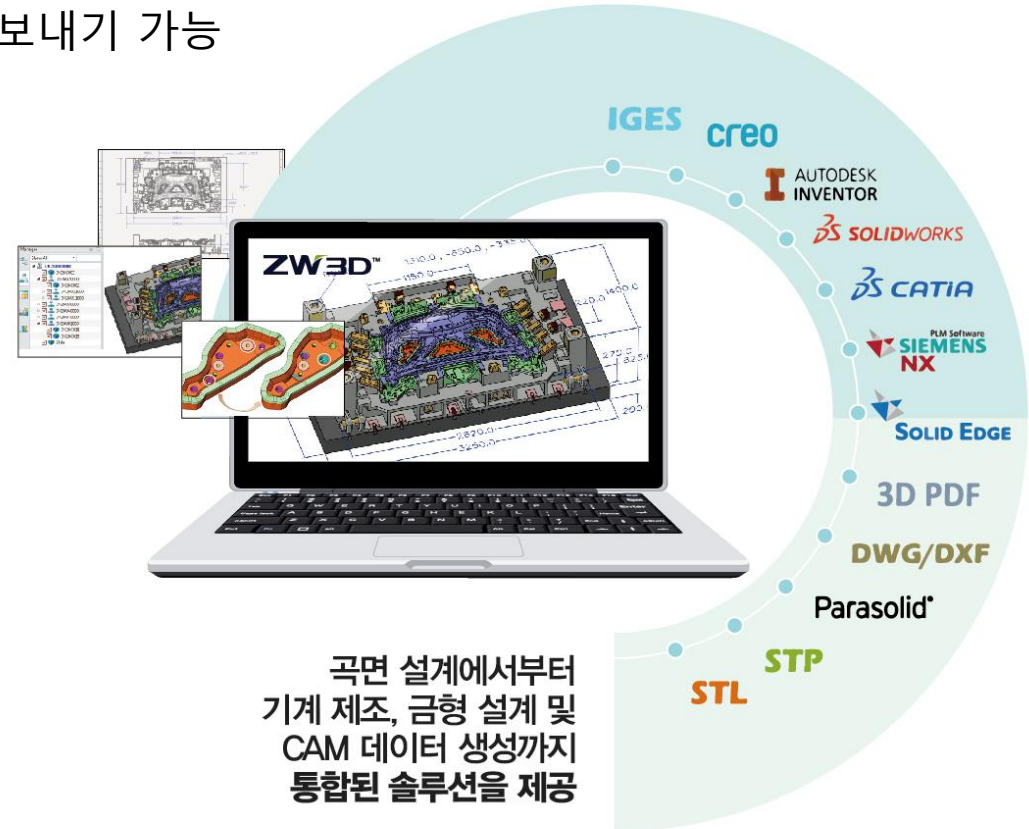 보내기 가능
IGES
creo
AUTODESK
INVENTOR
SOLIDWORKS
CATIA
PLM Software
SIEMENS
NX
SOLID EDGE
3D PDF
DWG/DXF
Parasolid
STP
STL
ZW3D™
Manager
곡면 설계에서부터
기계 제조, 금형 설계 및
CAM 데이터 생성까지
통합된 솔루션을 제공